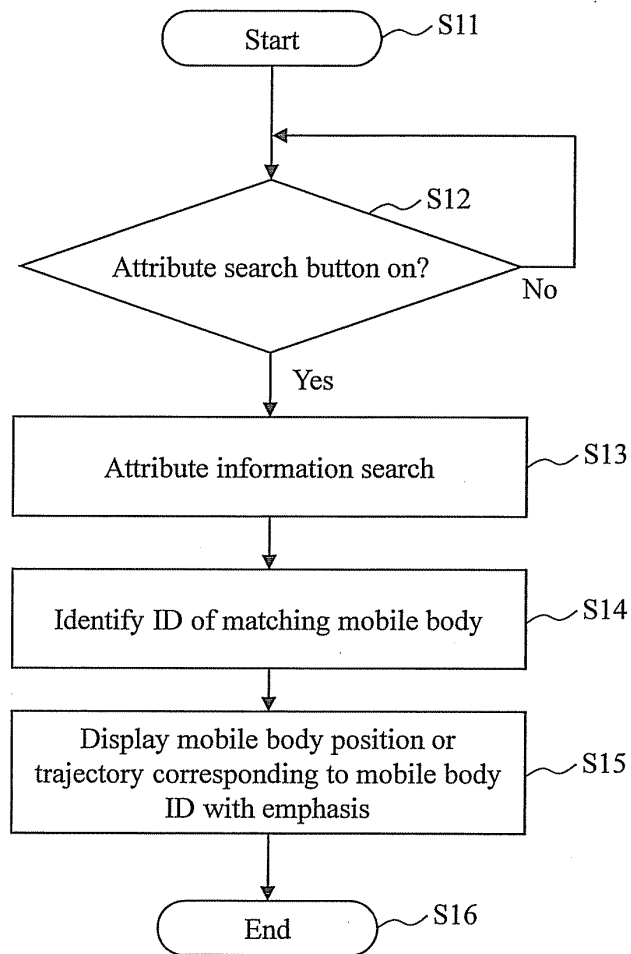 Start
S11
S12
Attribute search button on?
No
Yes
Attribute information search
S13
Identify ID of matching mobile body
S14
Display mobile body position or
trajectory corresponding to mobile body
ID with emphasis
S15
End
S16